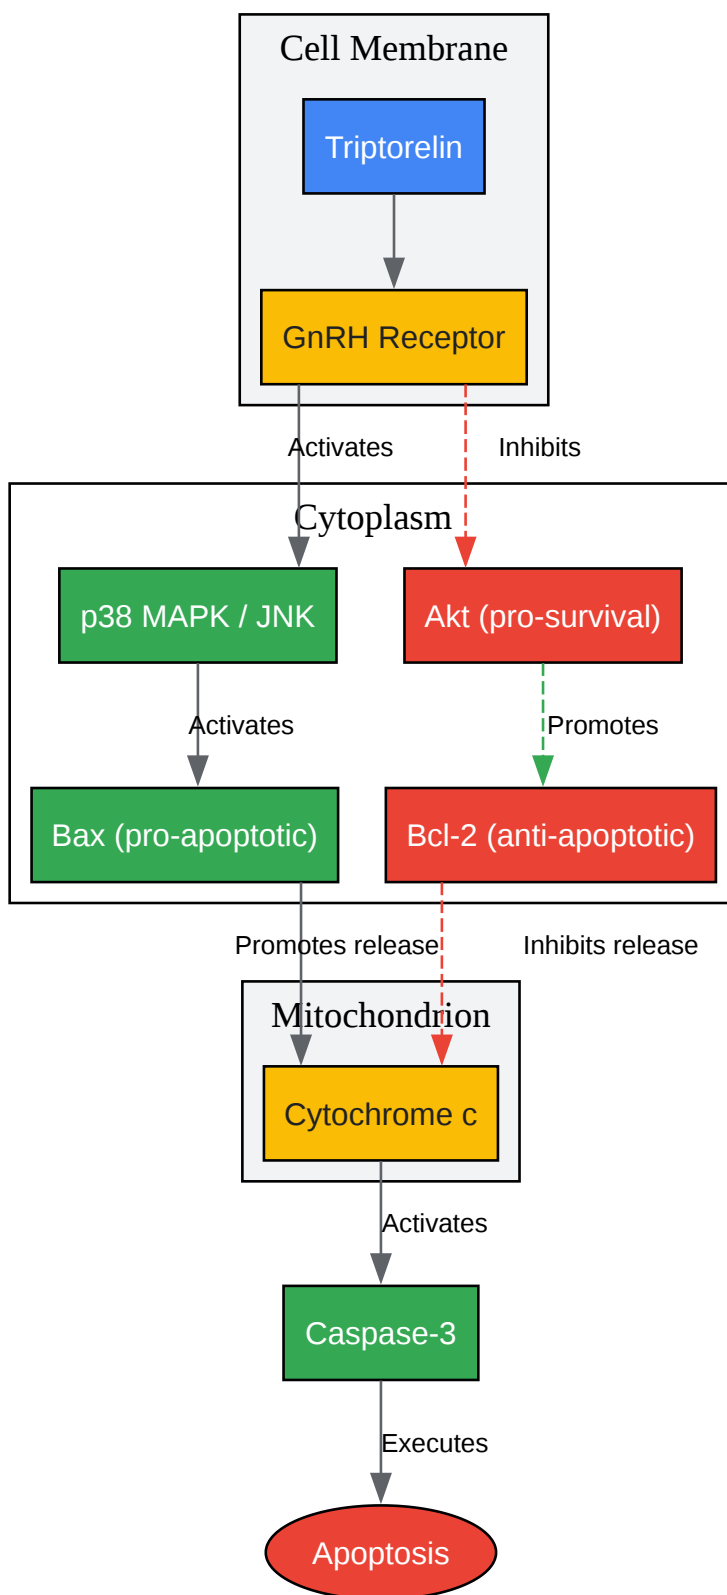 Cell Membrane
Triptorelin
GnRH Receptor
Activates
Inhibits
Cytoplasm
p38 MAPK / JNK
Akt (pro-survival)
Activates
Promotes
Bax (pro-apoptotic)
Bcl-2 (anti-apoptotic)
Promotes release
Inhibits release
Mitochondrion
Cytochrome c
Activates
Caspase-3
Executes
Apoptosis